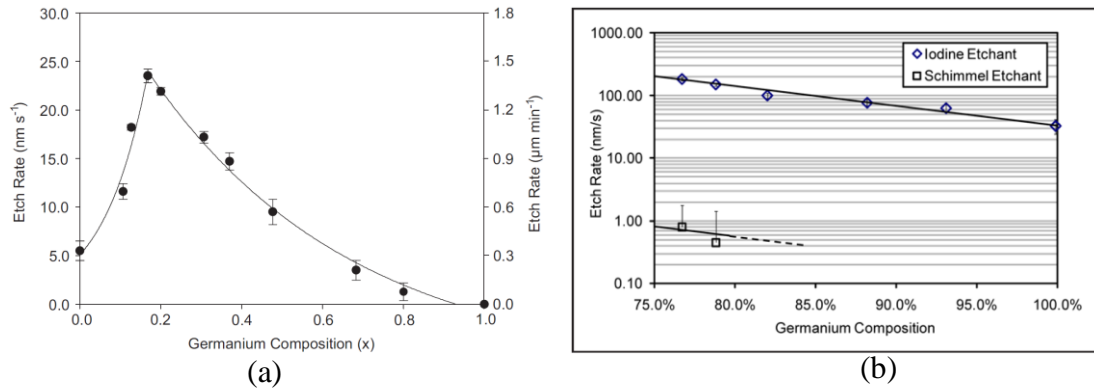 30.0
25.0
20.0
15.0
10.0
5.0
0.0
Etch Rate (nm s⁻¹)
1.8
1.5
1.2
0.9
0.6
0.3
0.0
Etch Rate (µm min⁻¹)
0.0 0.2 0.4 0.6 0.8 1.0
Germanium Composition (x)
(a)
1000.00
100.00
10.00
1.00
0.10
Etch Rate (nm/s)
Iodine Etchant
Schimmel Etchant
75.0% 80.0% 85.0% 90.0% 95.0% 100.0%
Germanium Composition
(b)